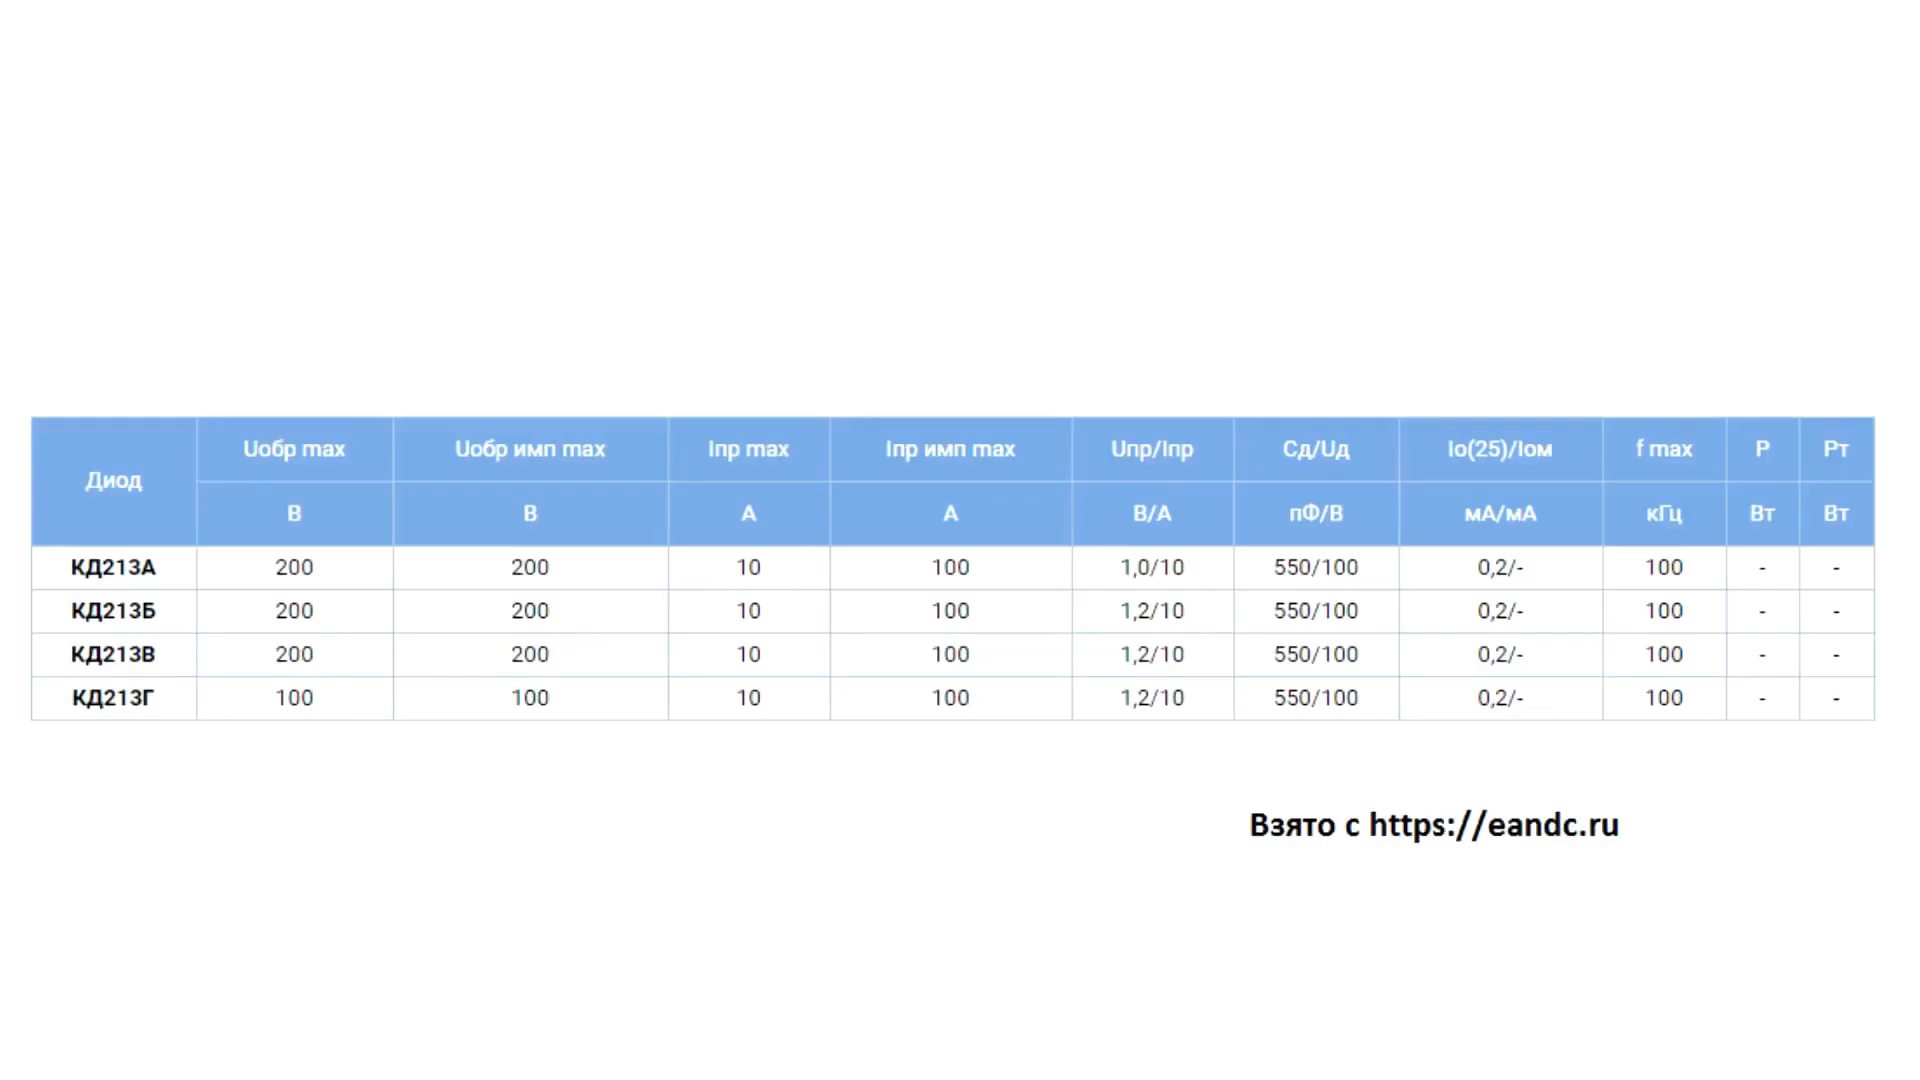 Диод Uобр max Uобр имп max Iпр max Iпр имп max Uпр/Iпр Cд/Uд Io(25)/Iом f max P Pт
В В А А В/А пФ/В мА/мА кГц Вт Вт
КД213А 200 200 10 100 1,0/10 550/100 0,2/- 100 - -
КД213Б 200 200 10 100 1,2/10 550/100 0,2/- 100 - -
КД213В 200 200 10 100 1,2/10 550/100 0,2/- 100 - -
КД213Г 100 100 10 100 1,2/10 550/100 0,2/- 100 - -
Взято с https://eandc.ru